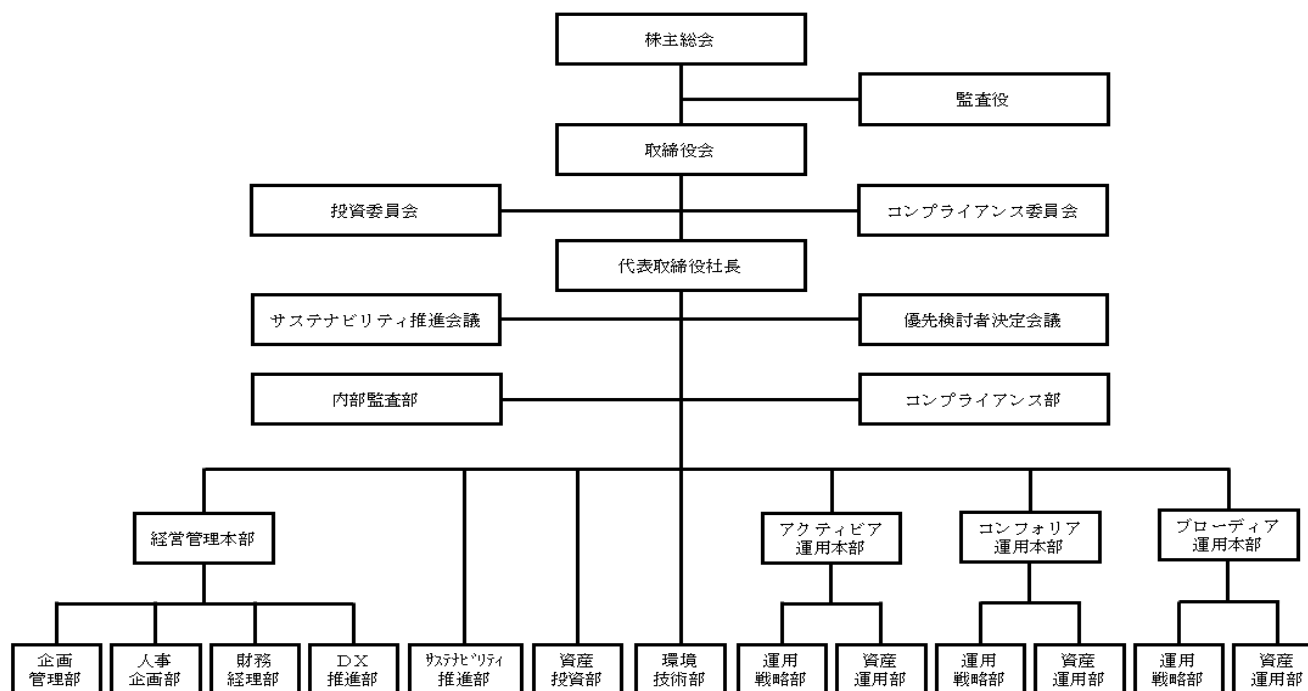 株主総会
監査役
取締役会
投資委員会
コンプライアンス委員会
代表取締役社長
サステナビリティ推進会議
優先検討者決定会議
内部監査部
コンプライアンス部
経営管理本部
アクティビア
運用本部
コンフォリア
運用本部
ブローディア
運用本部
企画
管理部
人事
企画部
財務
経理部
ＤＸ
推進部
ｻｽﾃﾅﾋﾞﾘﾃｨ
推進部
資産
投資部
環境
技術部
運用
戦略部
資産
運用部
運用
戦略部
資産
運用部
運用
戦略部
資産
運用部